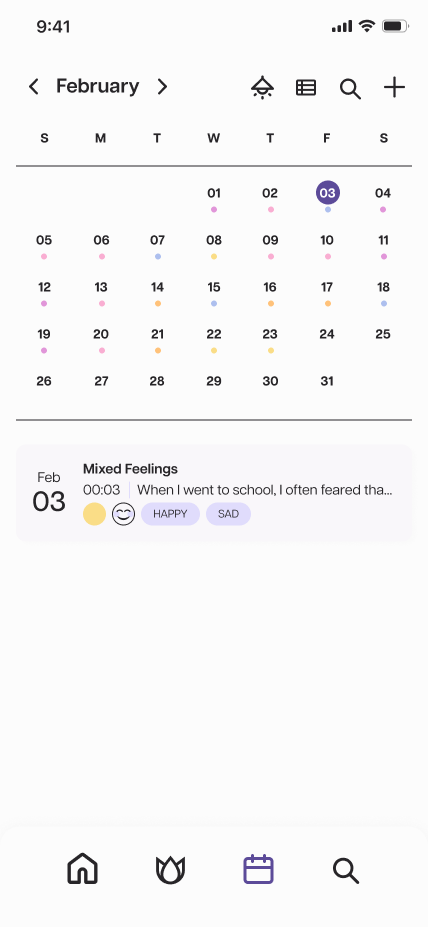 9:41
February
S M T W T F S
01 02 03 04
05 06 07 08 09 10 11
12 13 14 15 16 17 18
19 20 21 22 23 24 25
26 27 28 29 30 31
Feb
03
Mixed Feelings
00:03 When I went to school, I often feared tha...
HAPPY SAD